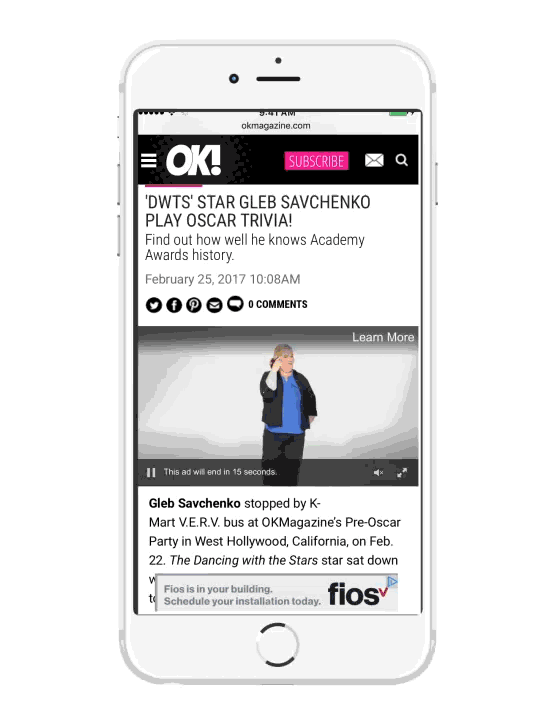 9:41 AM
okmagazine.com
OK!
SUBSCRIBE
'DWTS' STAR GLEB SAVCHENKO
PLAY OSCAR TRIVIA!
Find out how well he knows Academy
Awards history.
February 25, 2017 10:08AM
0 COMMENTS
Learn More
This ad will end in 15 seconds.
Gleb Savchenko stopped by K-
Mart V.E.R.V. bus at OKMagazine's Pre-Oscar
Party in West Hollywood, California, on Feb.
22. The Dancing with the Stars star sat down
Fios is in your building.
Schedule your installation today.
fios